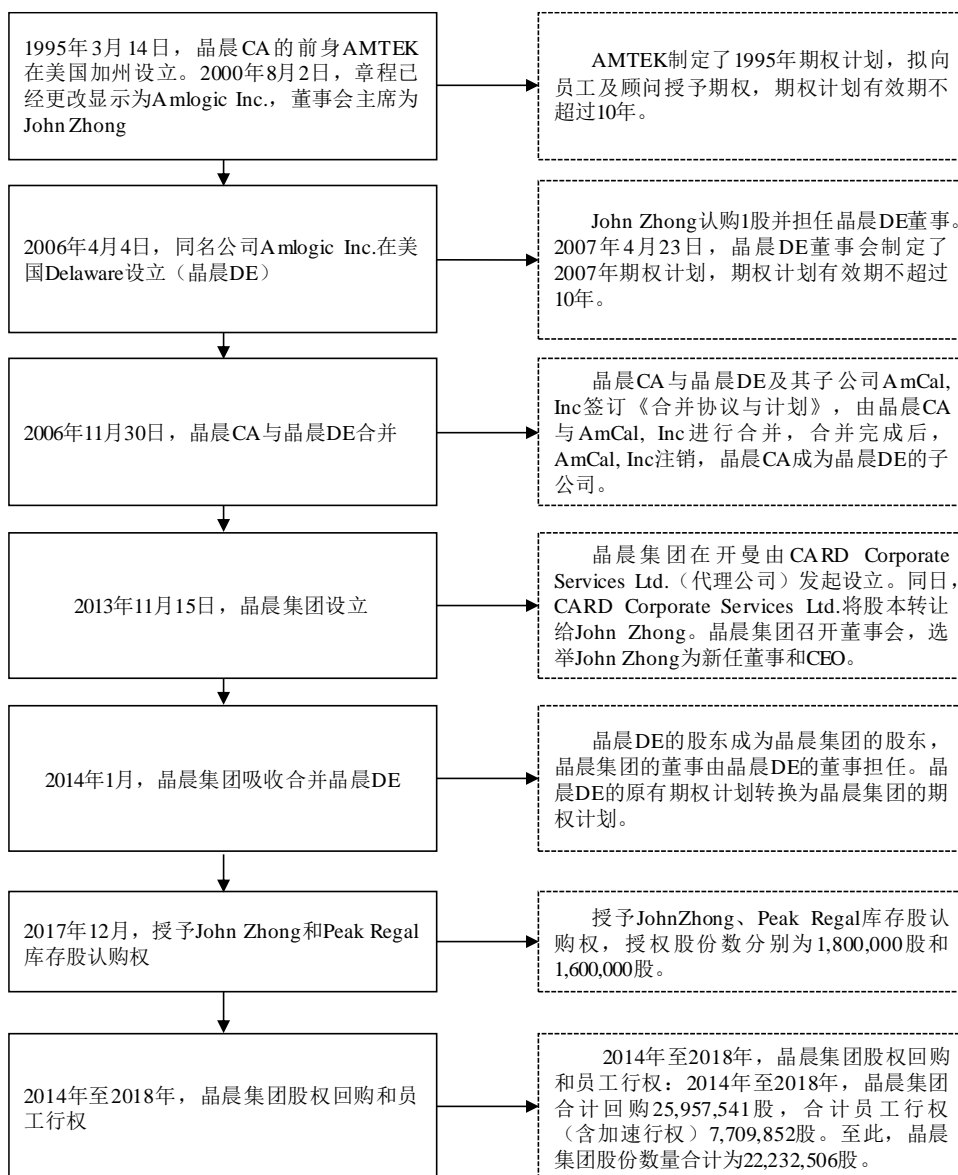 1995年3月14日，晶晨CA的前身AMTEK
在美国加州设立。2000年8月2日，章程已
经更改显示为Amlogic Inc.，董事会主席为
John Zhong
AMTEK制定了1995年期权计划，拟向
员工及顾问授予期权，期权计划有效期不
超过10年。
2006年4月4日，同名公司Amlogic Inc.在美
国Delaware设立（晶晨DE）
John Zhong认购1股并担任晶晨DE董事。
2007年4月23日，晶晨DE董事会制定了
2007年期权计划，期权计划有效期不超过
10年。
2006年11月30日，晶晨CA与晶晨DE合并
晶晨CA与晶晨DE及其子公司AmCal,
Inc签订《合并协议与计划》，由晶晨CA
与AmCal, Inc进行合并，合并完成后，
AmCal, Inc注销，晶晨CA成为晶晨DE的子
公司。
2013年11月15日，晶晨集团设立
晶晨集团在开曼由CARD Corporate
Services Ltd.（代理公司）发起设立。同日，
CARD Corporate Services Ltd.将股本转让
给John Zhong。晶晨集团召开董事会，选
举John Zhong为新任董事和CEO。
2014年1月，晶晨集团吸收合并晶晨DE
晶晨DE的股东成为晶晨集团的股东，
晶晨集团的董事由晶晨DE的董事担任。晶
晨DE的原有期权计划转换为晶晨集团的期
权计划。
2017年12月，授予John Zhong和Peak Regal
库存股认购权
授予JohnZhong、Peak Regal库存股认
购权，授权股份数分别为1,800,000股和
1,600,000股。
2014年至2018年，晶晨集团股权回购和员
工行权
2014年至2018年，晶晨集团股权回购
和员工行权：2014年至2018年，晶晨集团
合计回购25,957,541股，合计员工行权
（含加速行权）7,709,852股。至此，晶晨
集团股份数量合计为22,232,506股。